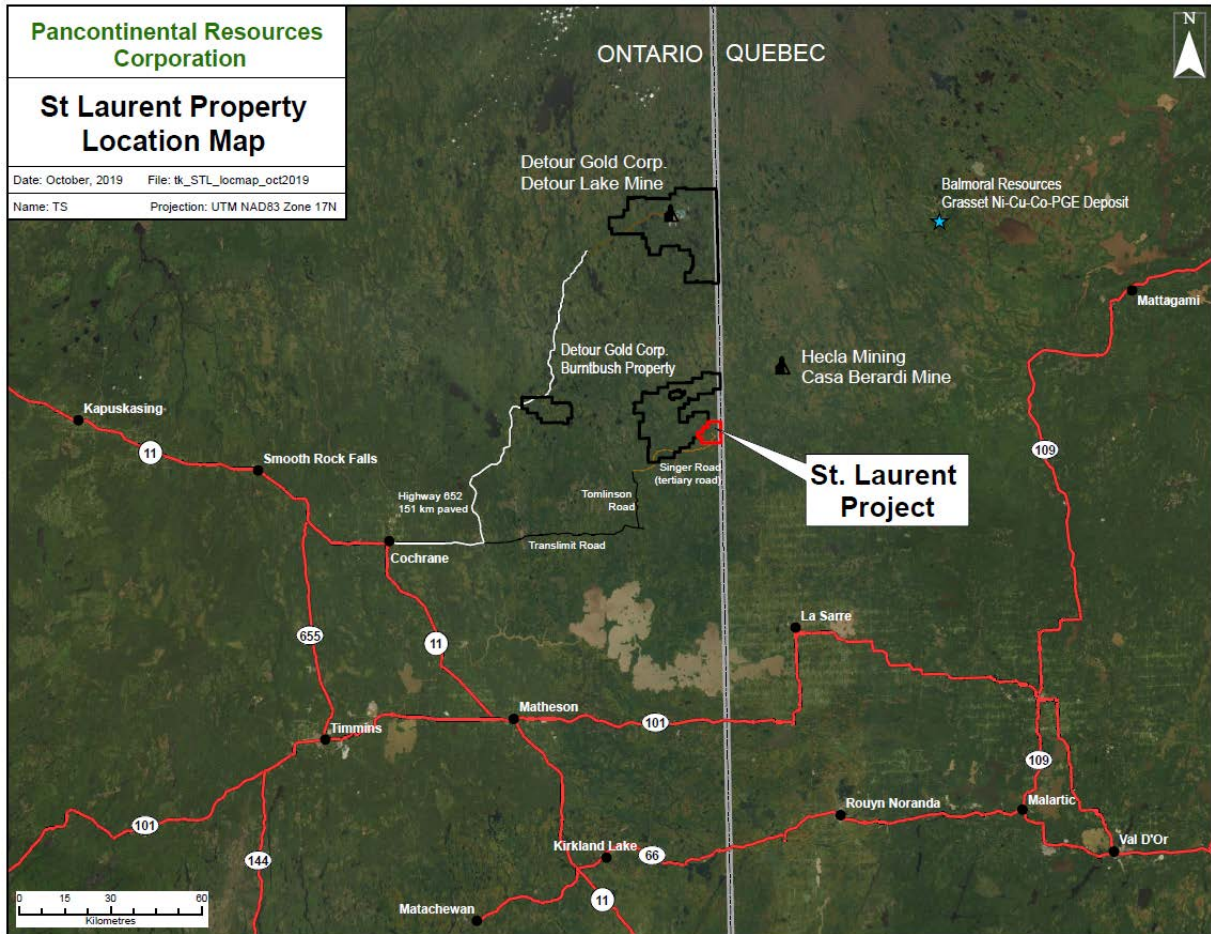 Pancontinental Resources
Corporation
St Laurent Property
Location Map
Date: October, 2019 File: tk_STL_locmap_oct2019
Name: TS Projection: UTM NAD83 Zone 17N
ONTARIO QUEBEC
N
Detour Gold Corp.
Detour Lake Mine
Balmoral Resources
Grasset Ni-Cu-Co-PGE Deposit
Mattagami
Detour Gold Corp.
Burntbush Property
Hecla Mining
Casa Berardi Mine
Kapuskasing
11
Smooth Rock Falls
109
Singer Road
(tertiary road)
St. Laurent
Project
Highway 652
151 km paved
Tomlinson
Road
Translimit Road
Cochrane
La Sarre
655
11
Matheson
101
Timmins
109
101
Rouyn Noranda
Malartic
Kirkland Lake
66
Val D'Or
144
11
Matachewan
0 15 30 60
Kilometres